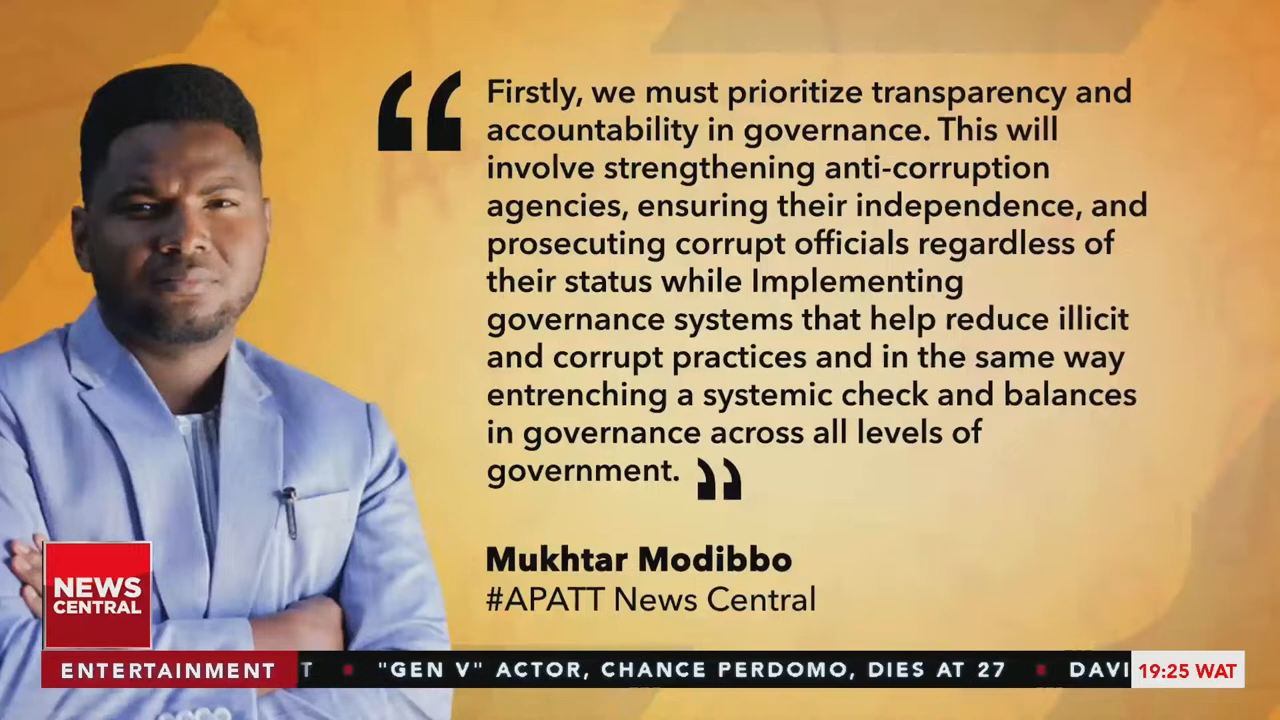 Firstly, we must prioritize transparency and
accountability in governance. This will
involve strengthening anti-corruption
agencies, ensuring their independence, and
prosecuting corrupt officials regardless of
their status while Implementing
governance systems that help reduce illicit
and corrupt practices and in the same way
entrenching a systemic check and balances
in governance across all levels of
government.
Mukhtar Modibbo
#APATT News Central
NEWS
CENTRAL
ENTERTAINMENT T "GEN V" ACTOR, CHANCE PERDOMO, DIES AT 27 DAVI 19:25 WAT